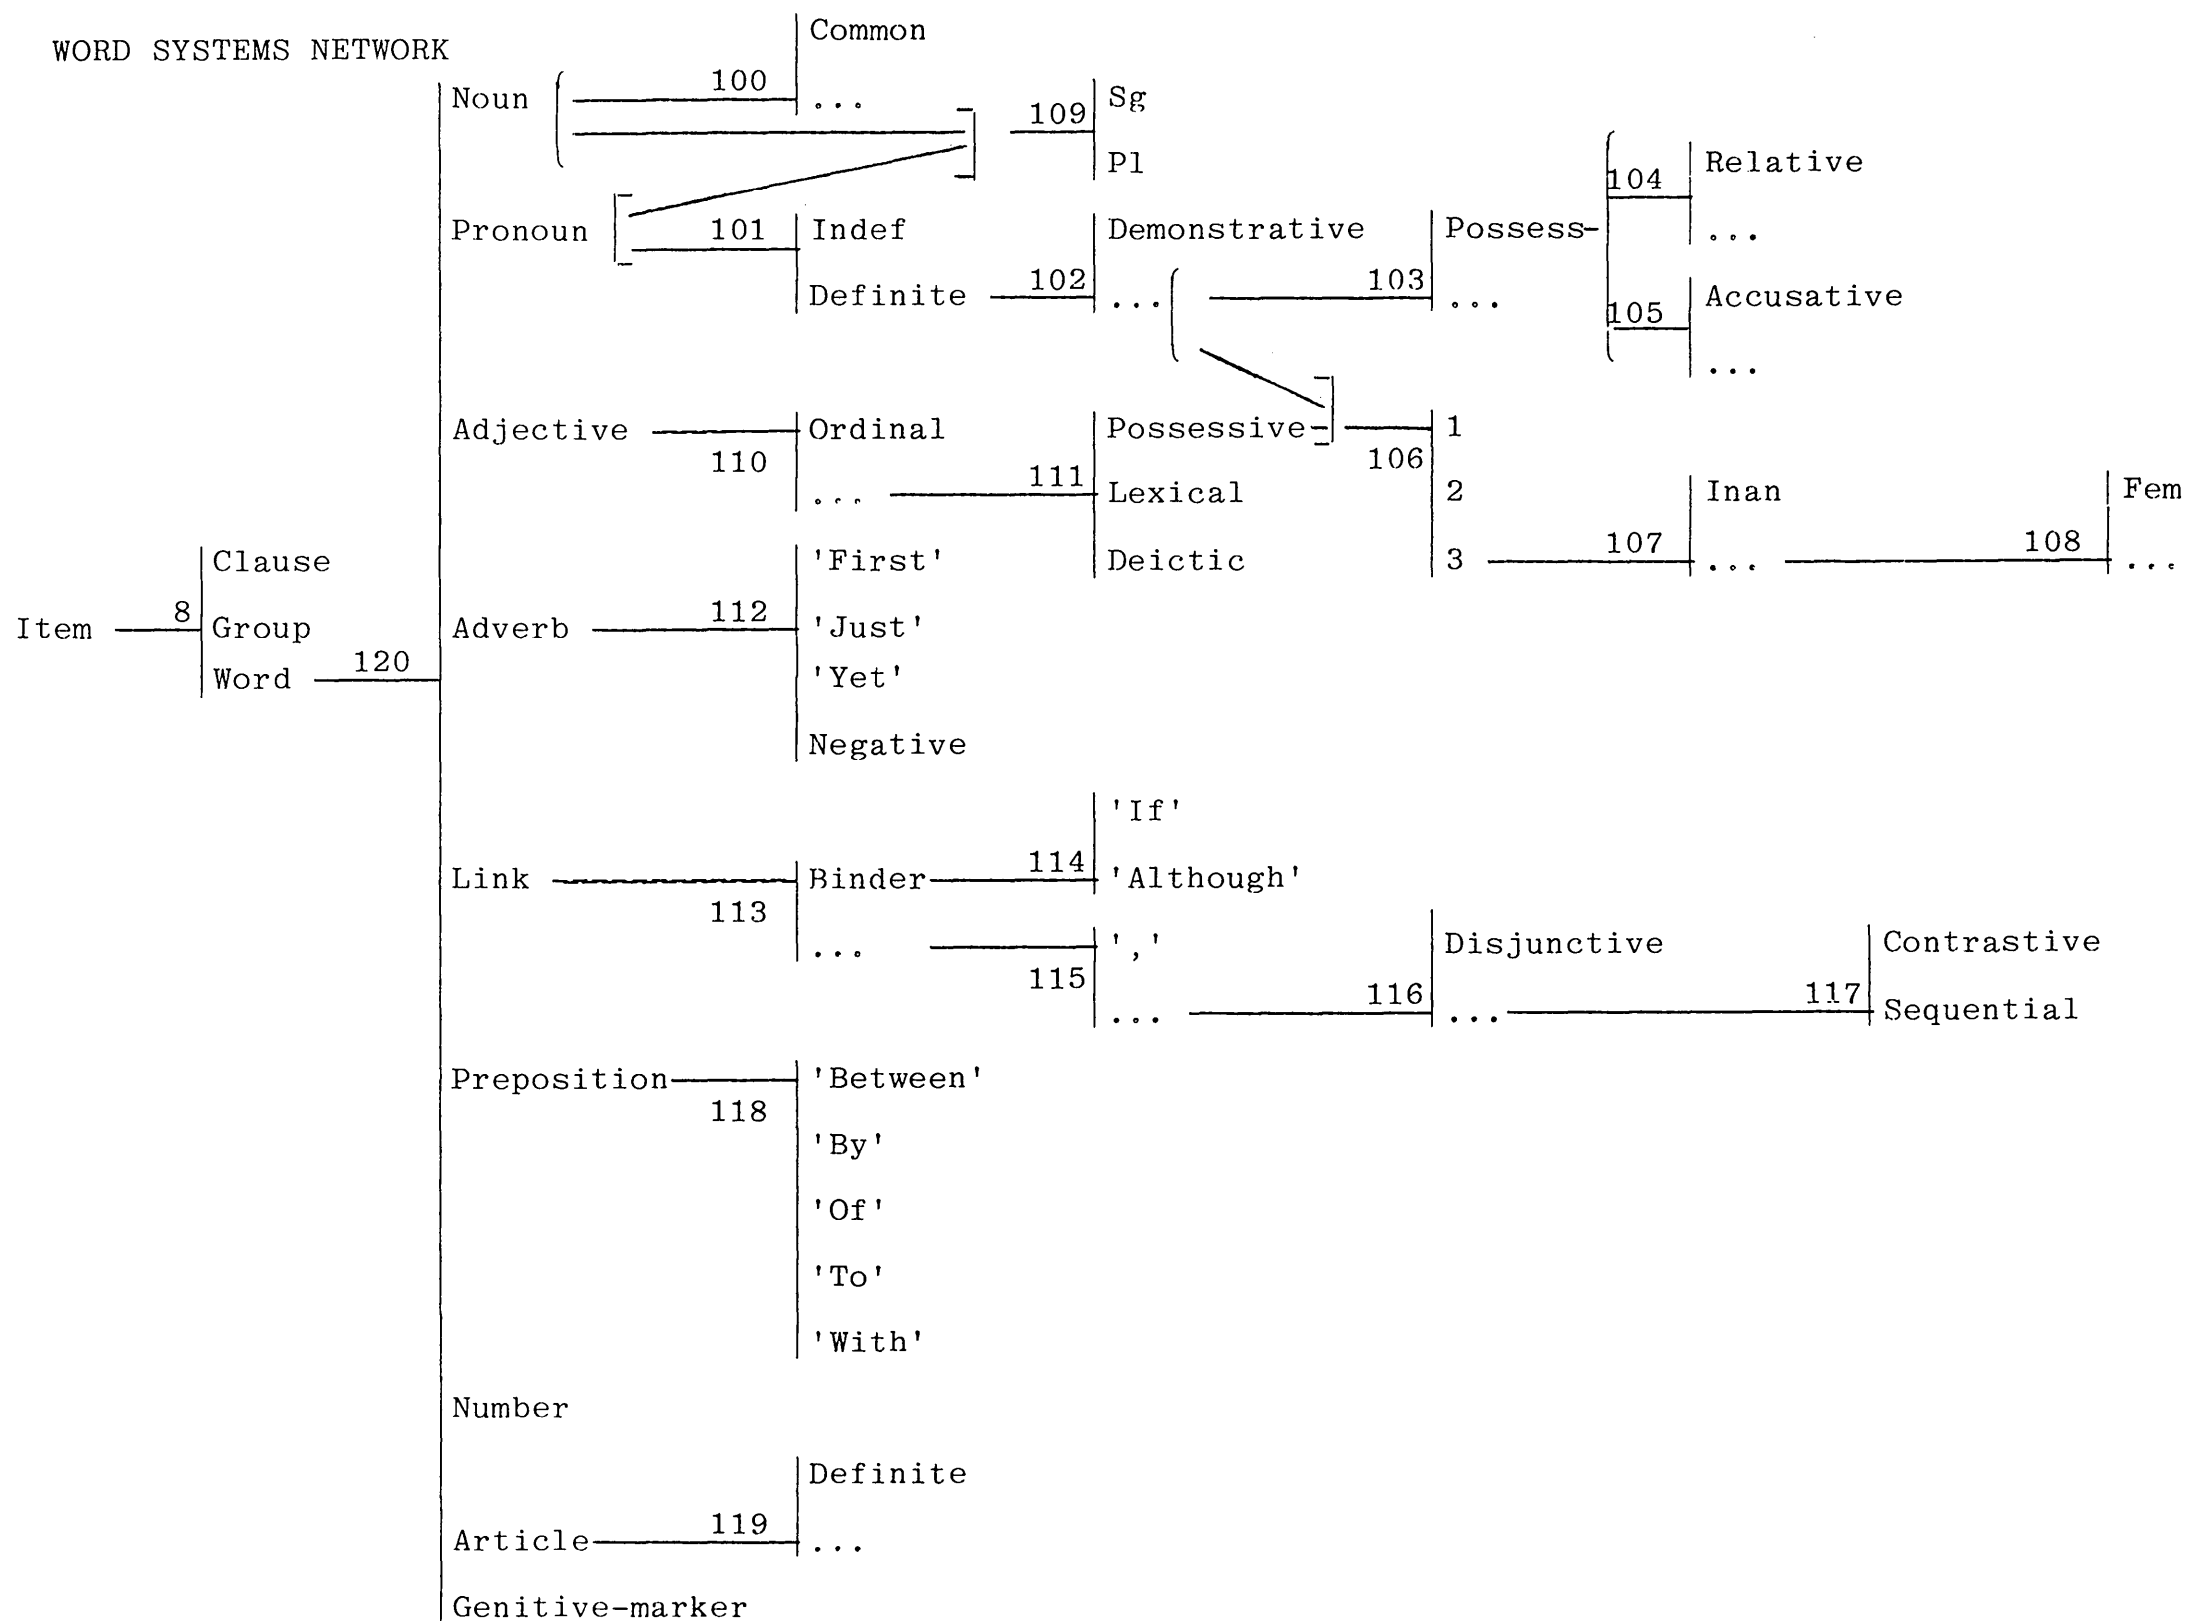 WORD SYSTEMS NETWORK
Common
Noun 100 ...
109 Sg
Pl
104 Relative
Pronoun 101 Indef Demonstrative Possess- ...
Definite 102 ... 103 ... 105 Accusative
...
Adjective 110 Ordinal Possessive 106 1
... 111 Lexical 2 Inan Fem
Deictic 3 107 ... 108 ...
Item 8 Clause
Group
Word 120
Adverb 112 'First'
'Just'
'Yet'
Negative
'If'
Link 113 Binder 114 'Although'
... 115 ',' Disjunctive Contrastive
... 116 ... 117 Sequential
Preposition 118 'Between'
'By'
'Of'
'To'
'With'
Number
Definite
Article 119 ...
Genitive-marker